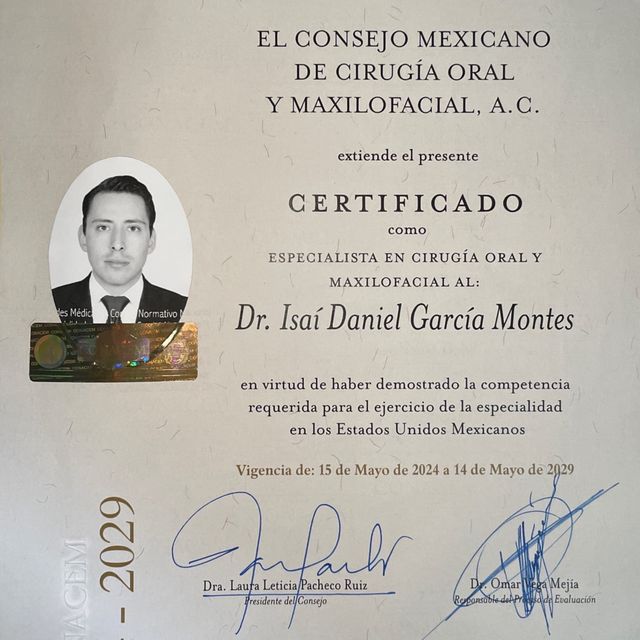 EL CONSEJO MEXICANO
DE CIRUGÍA ORAL
Y MAXILOFACIAL, A.C.
extiende el presente
CERTIFICADO
como
ESPECIALISTA EN CIRUGÍA ORAL Y
MAXILOFACIAL AL:
Dr. Isaí Daniel García Montes
en virtud de haber demostrado la competencia
requerida para el ejercicio de la especialidad
en los Estados Unidos Mexicanos
Vigencia de: 15 de Mayo de 2024 a 14 de Mayo de 2029
Dra. Laura Leticia Pacheco Ruiz
Presidente del Consejo
Dr. Omar Vega Mejía
Responsable del Proceso de Evaluación
Normativo
- 2029
NACEM